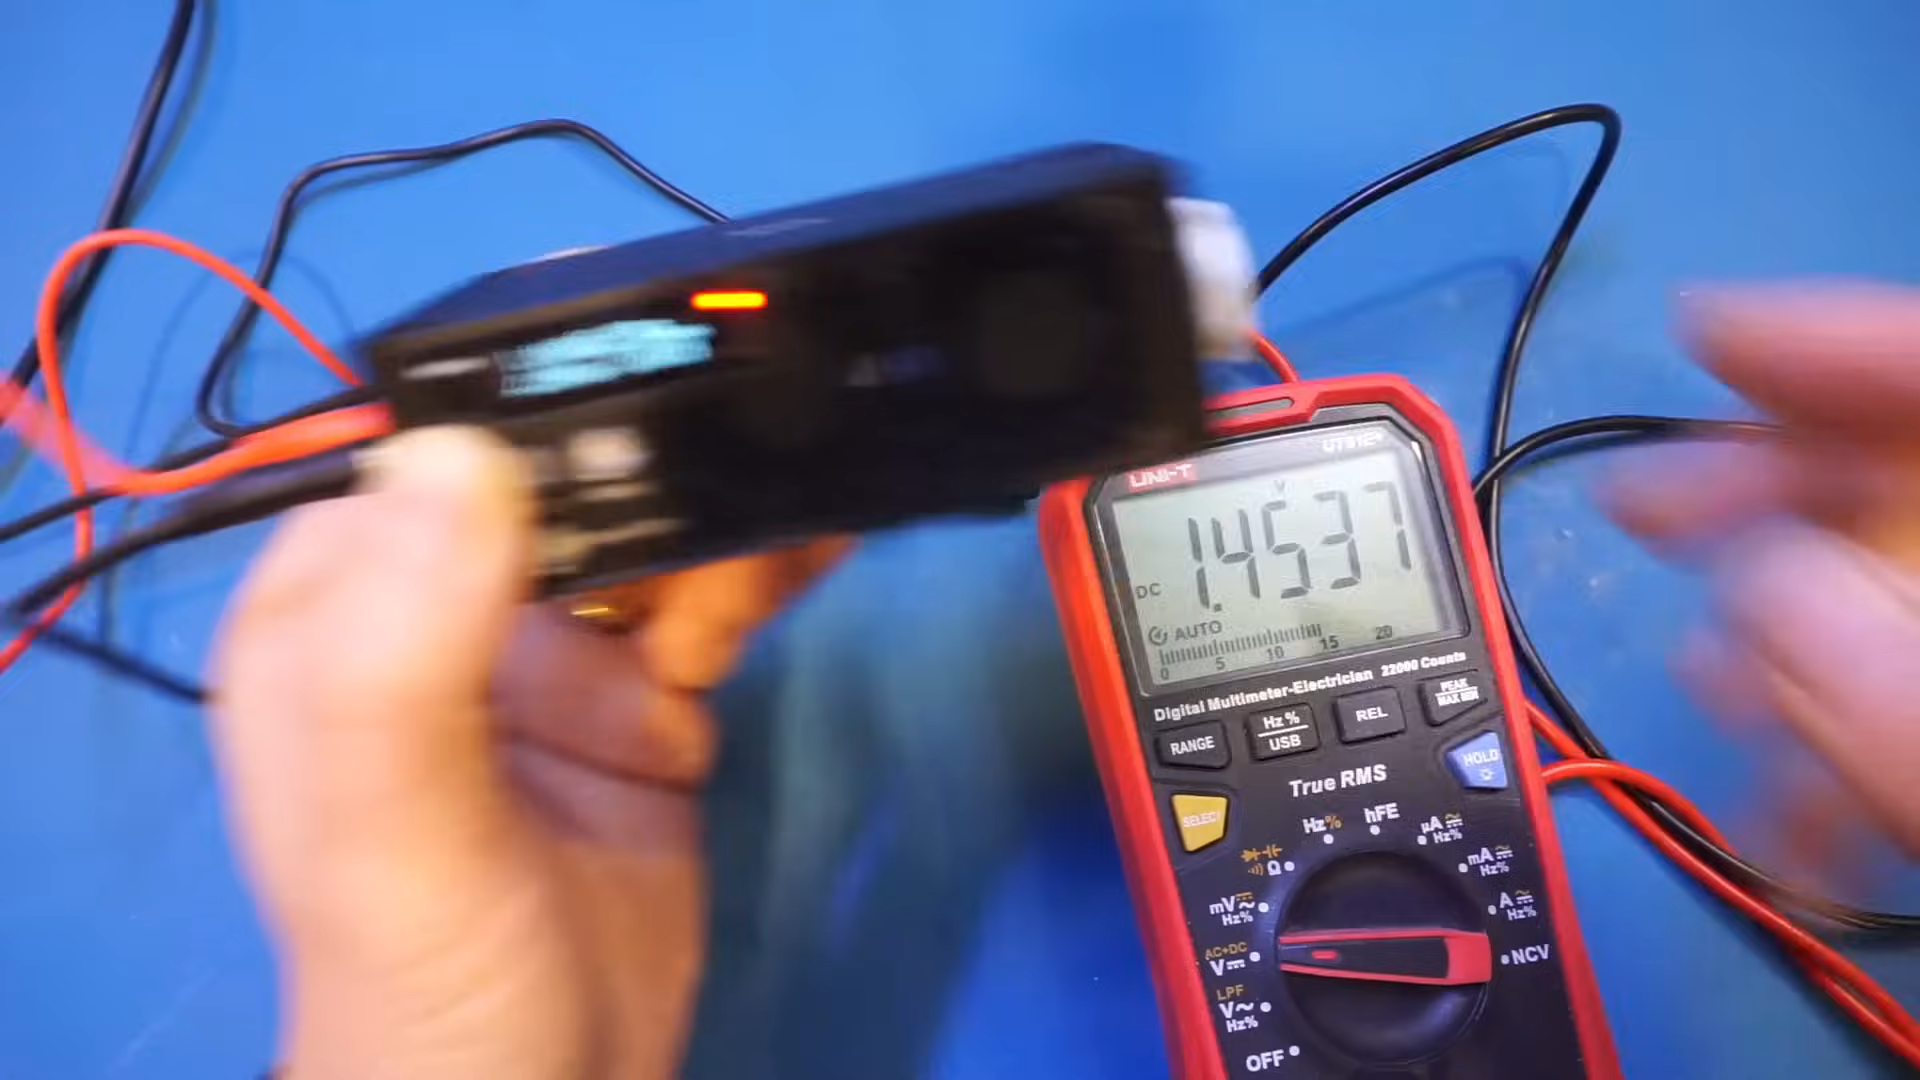 UNI-T
V
1.4537
DC
AUTO
0 5 10 15 20
Digital Multimeter-Electrician 22000 Counts
RANGE
Hz %
USB
REL
PEAK
MAX MIN
HOLD
True RMS
SELECT
Hz%
hFE
µA
Hz%
mA
Hz%
Ω
mV
Hz%
A
Hz%
AC+DC
V
NCV
LPF
V~
Hz%
OFF